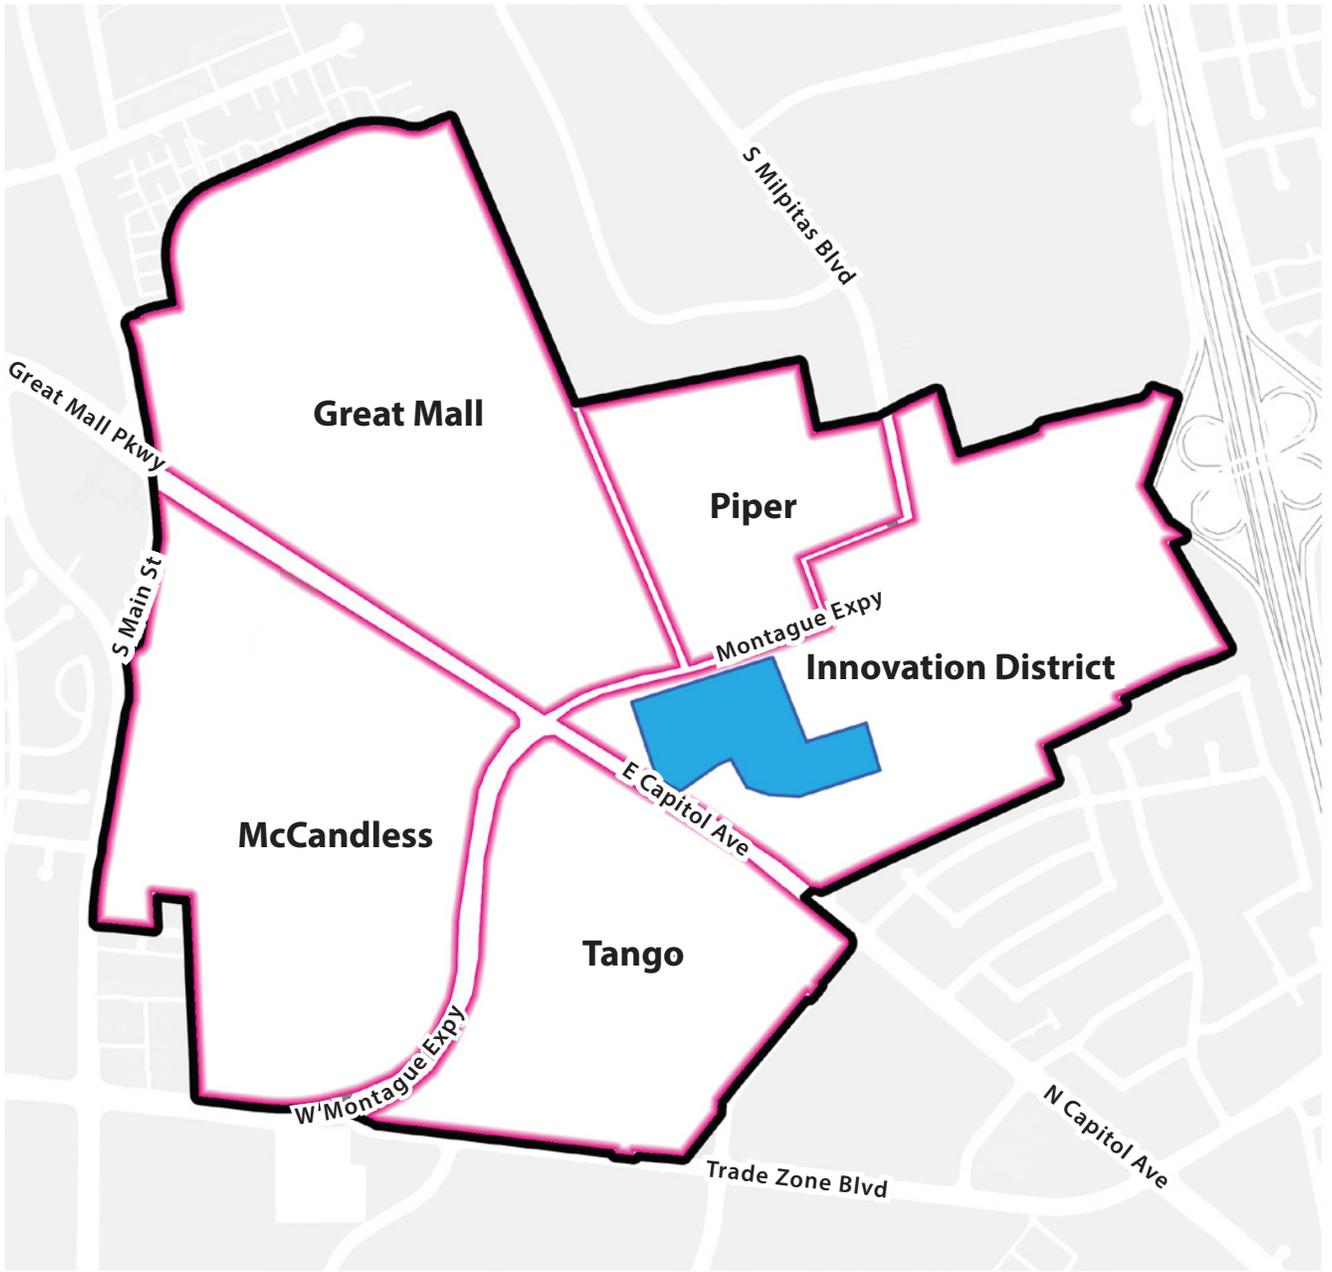 S Milpitas Blvd
Great Mall Pkwy
Great Mall
Piper
S Main St
Montague Expy
Innovation District
E Capitol Ave
McCandless
Tango
W Montague Expy
N Capitol Ave
Trade Zone Blvd